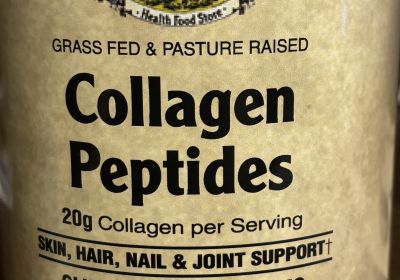 Health Food Store
GRASS FED & PASTURE RAISED
Collagen
Peptides
20g Collagen per Serving
SKIN, HAIR, NAIL & JOINT SUPPORT†